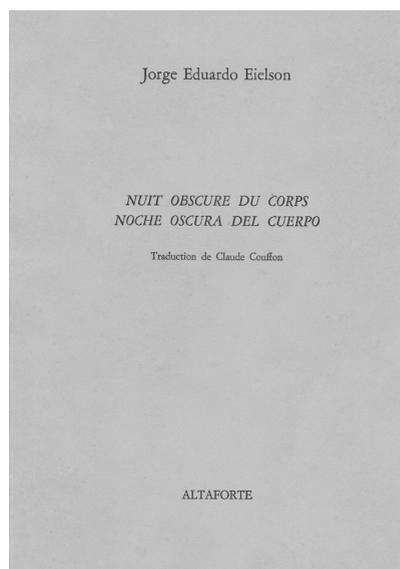 Jorge Eduardo Eielson
NUIT OBSCURE DU CORPS
NOCHE OSCURA DEL CUERPO
Traduction de Claude Couffon
ALTAFORTE